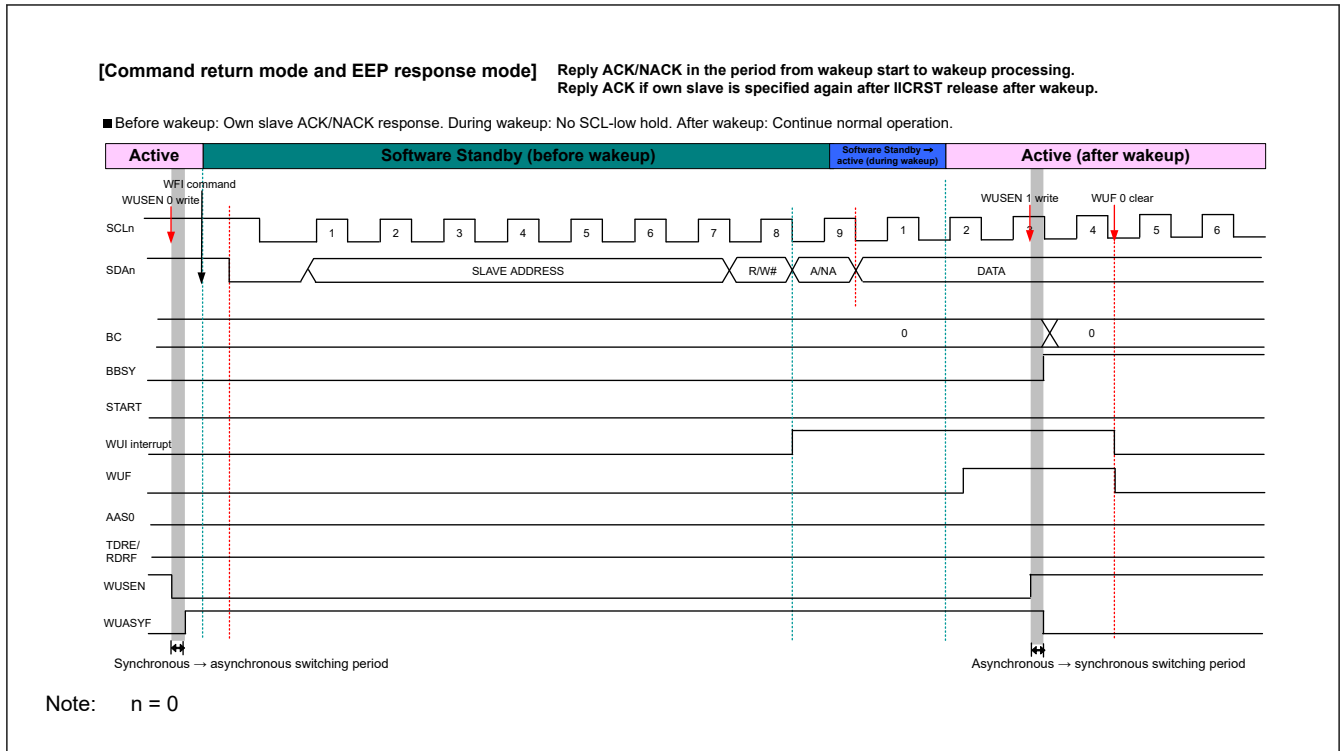 [Command return mode and EEP response mode] Reply ACK/NACK in the period from wakeup start to wakeup processing.
Reply ACK if own slave is specified again after IICRST release after wakeup.
■ Before wakeup: Own slave ACK/NACK response. During wakeup: No SCL-low hold. After wakeup: Continue normal operation.
Active
Software Standby (before wakeup)
Software Standby →
active (during wakeup)
Active (after wakeup)
WFI command
WUSEN 0 write
WUSEN 1 write
WUF 0 clear
SCLn
1 2 3 4 5 6 7 8 9 1 2 3 4 5 6
SDAn
SLAVE ADDRESS
R/W#
A/NA
DATA
BC
0
0
BBSY
START
WUI interrupt
WUF
AAS0
TDRE/
RDRF
WUSEN
WUASYF
Synchronous → asynchronous switching period
Asynchronous → synchronous switching period
Note: n = 0